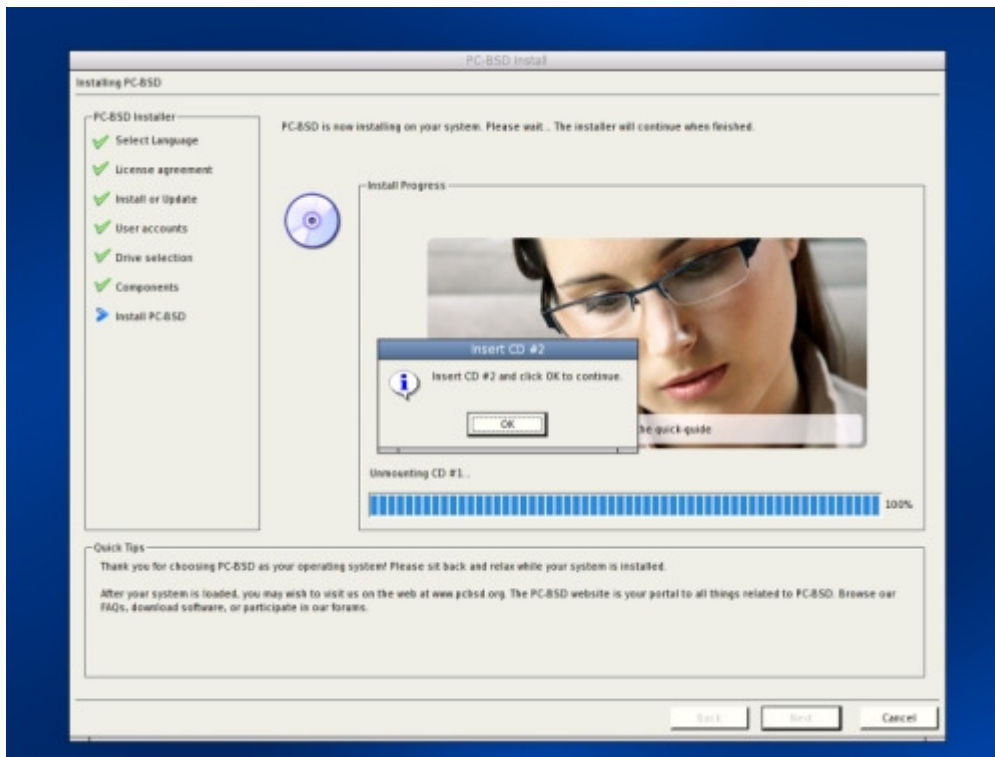 PC-BSD Install
Installing PC-BSD
PC-BSD Installer
Select Language
License agreement
Install or Update
User accounts
Drive selection
Components
Install PC-BSD
PC-BSD is now installing on your system. Please wait... The installer will continue when finished.
Install Progress
Insert CD #2
Insert CD #2 and click OK to continue.
OK
the quick guide
Unmounting CD #1...
100%
Quick Tips
Thank you for choosing PC-BSD as your operating system! Please sit back and relax while your system is installed.
After your system is loaded, you may wish to visit us on the web at www.pcbsd.org. The PC-BSD website is your portal to all things related to PC-BSD. Browse our
FAQs, download software, or participate in our forums.
Back
Next
Cancel